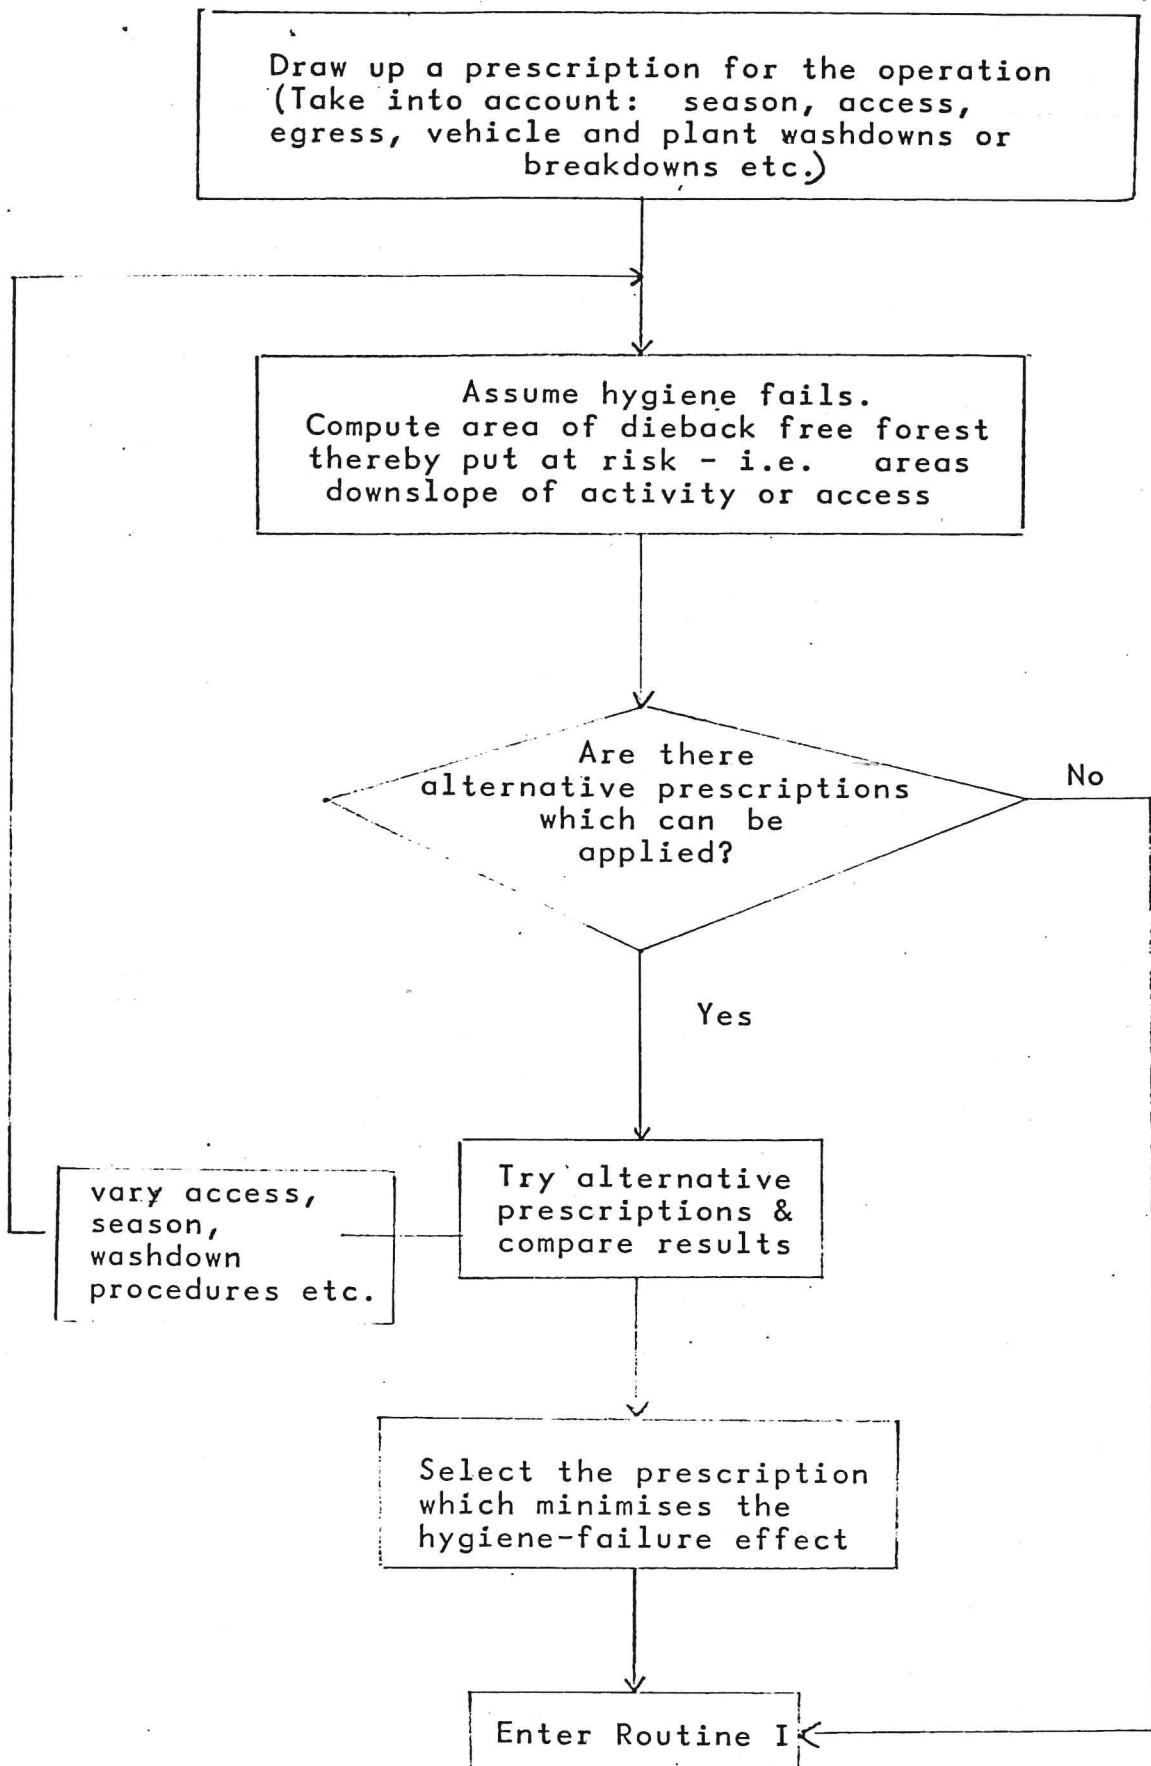 Draw up a prescription for the operation
(Take into account: season, access,
egress, vehicle and plant washdowns or
breakdowns etc.)
Assume hygiene fails.
Compute area of dieback free forest
thereby put at risk - i.e. areas
downslope of activity or access
Are there
alternative prescriptions
which can be
applied?
No
Yes
Try alternative
prescriptions &
compare results
vary access,
season,
washdown
procedures etc.
Select the prescription
which minimises the
hygiene-failure effect
Enter Routine I